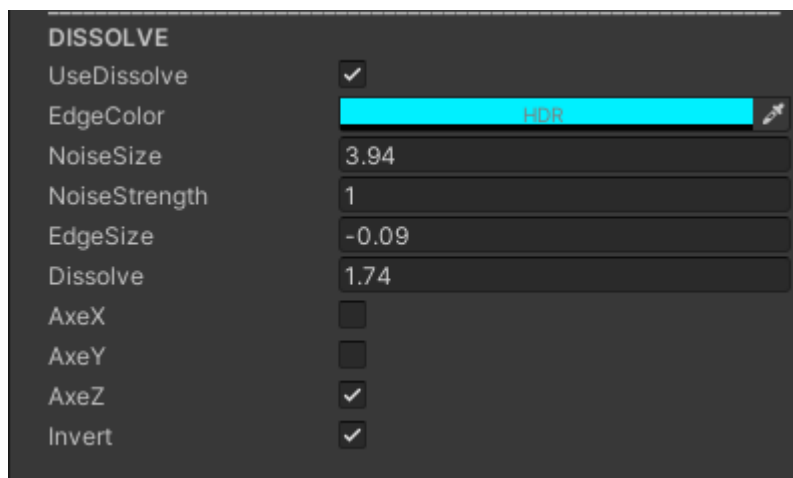 DISSOLVE
UseDissolve
EdgeColor HDR
NoiseSize 3.94
NoiseStrength 1
EdgeSize -0.09
Dissolve 1.74
AxeX
AxeY
AxeZ
Invert